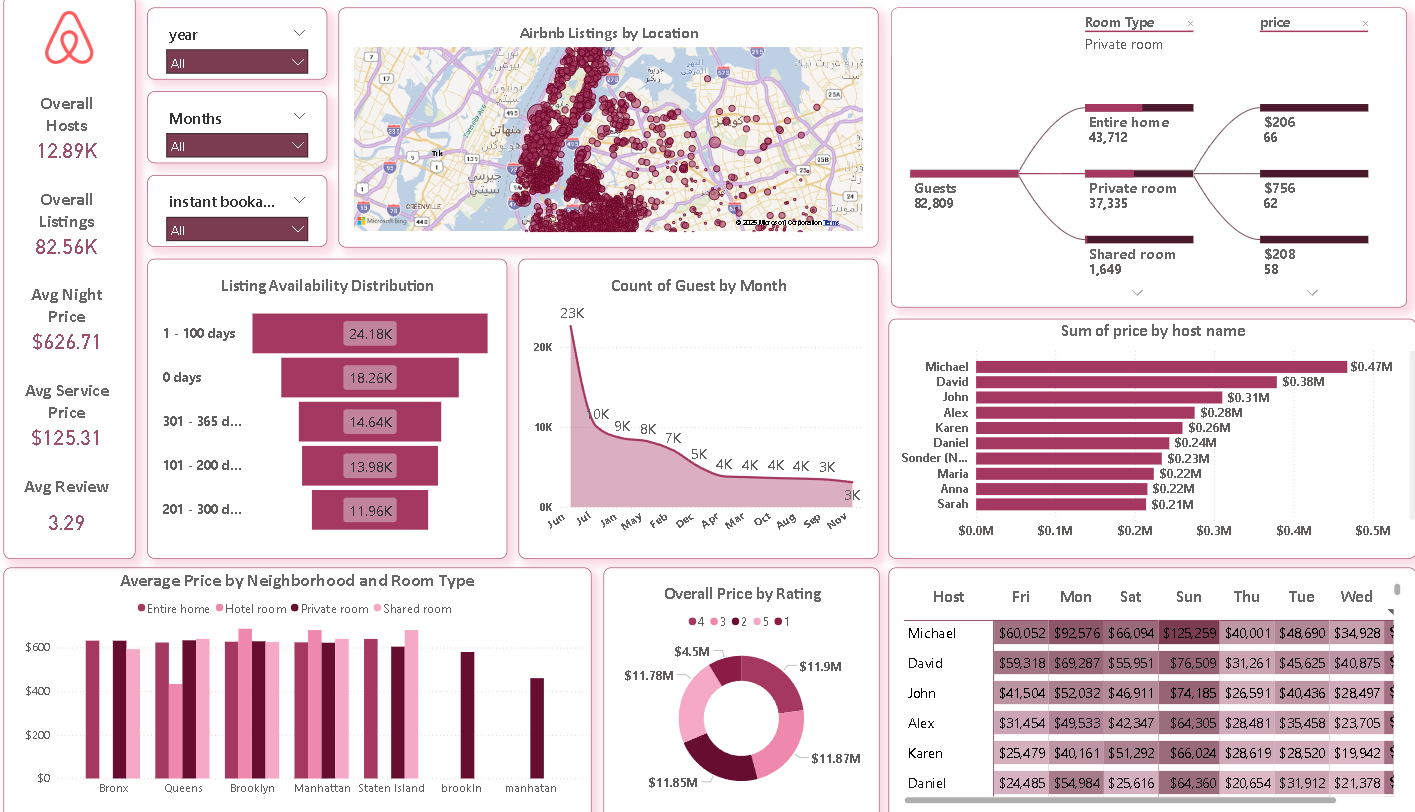 Overall
Hosts
12.89K
Overall
Listings
82.56K
Avg Night
Price
$626.71
Avg Service
Price
$125.31
Avg Review
3.29
year
All
Months
All
instant booka...
All
Airbnb Listings by Location
منهاتن
جيرسي
سيتي
كوينز
GREENVILLE
Microsoft Bing
© 2025 Microsoft Corporation Terms
Room Type
Private room
price
Guests
82,809
Entire home
43,712
Private room
37,335
Shared room
1,649
$206
66
$756
62
$208
58
Listing Availability Distribution
1 - 100 days 24.18K
0 days 18.26K
301 - 365 d... 14.64K
101 - 200 d... 13.98K
201 - 300 d... 11.96K
Count of Guest by Month
20K
10K
0K
23K 10K 9K 8K 7K 5K 4K 4K 4K 4K 3K 3K
Jun Jul Jan May Feb Dec Apr Mar Oct Aug Sep Nov
Sum of price by host name
Michael $0.47M
David $0.38M
John $0.31M
Alex $0.28M
Karen $0.26M
Daniel $0.24M
Sonder (N... $0.23M
Maria $0.22M
Anna $0.22M
Sarah $0.21M
$0.0M $0.1M $0.2M $0.3M $0.4M $0.5M
Average Price by Neighborhood and Room Type
Entire home Hotel room Private room Shared room
$600
$400
$200
$0
Bronx Queens Brooklyn Manhattan Staten Island brookln manhatan
Overall Price by Rating
4 3 2 5 1
$4.5M
$11.9M
$11.78M
$11.87M
$11.85M
Host Fri Mon Sat Sun Thu Tue Wed
Michael $60,052 $92,576 $66,094 $125,259 $40,001 $48,690 $34,928
David $59,318 $69,287 $55,951 $76,509 $31,261 $45,625 $40,875
John $41,504 $52,032 $46,911 $74,185 $26,591 $40,436 $28,497
Alex $31,454 $49,533 $42,347 $64,305 $28,481 $35,458 $23,705
Karen $25,479 $40,161 $51,292 $66,024 $28,619 $28,520 $19,942
Daniel $24,485 $54,984 $25,616 $64,360 $20,654 $31,912 $21,378